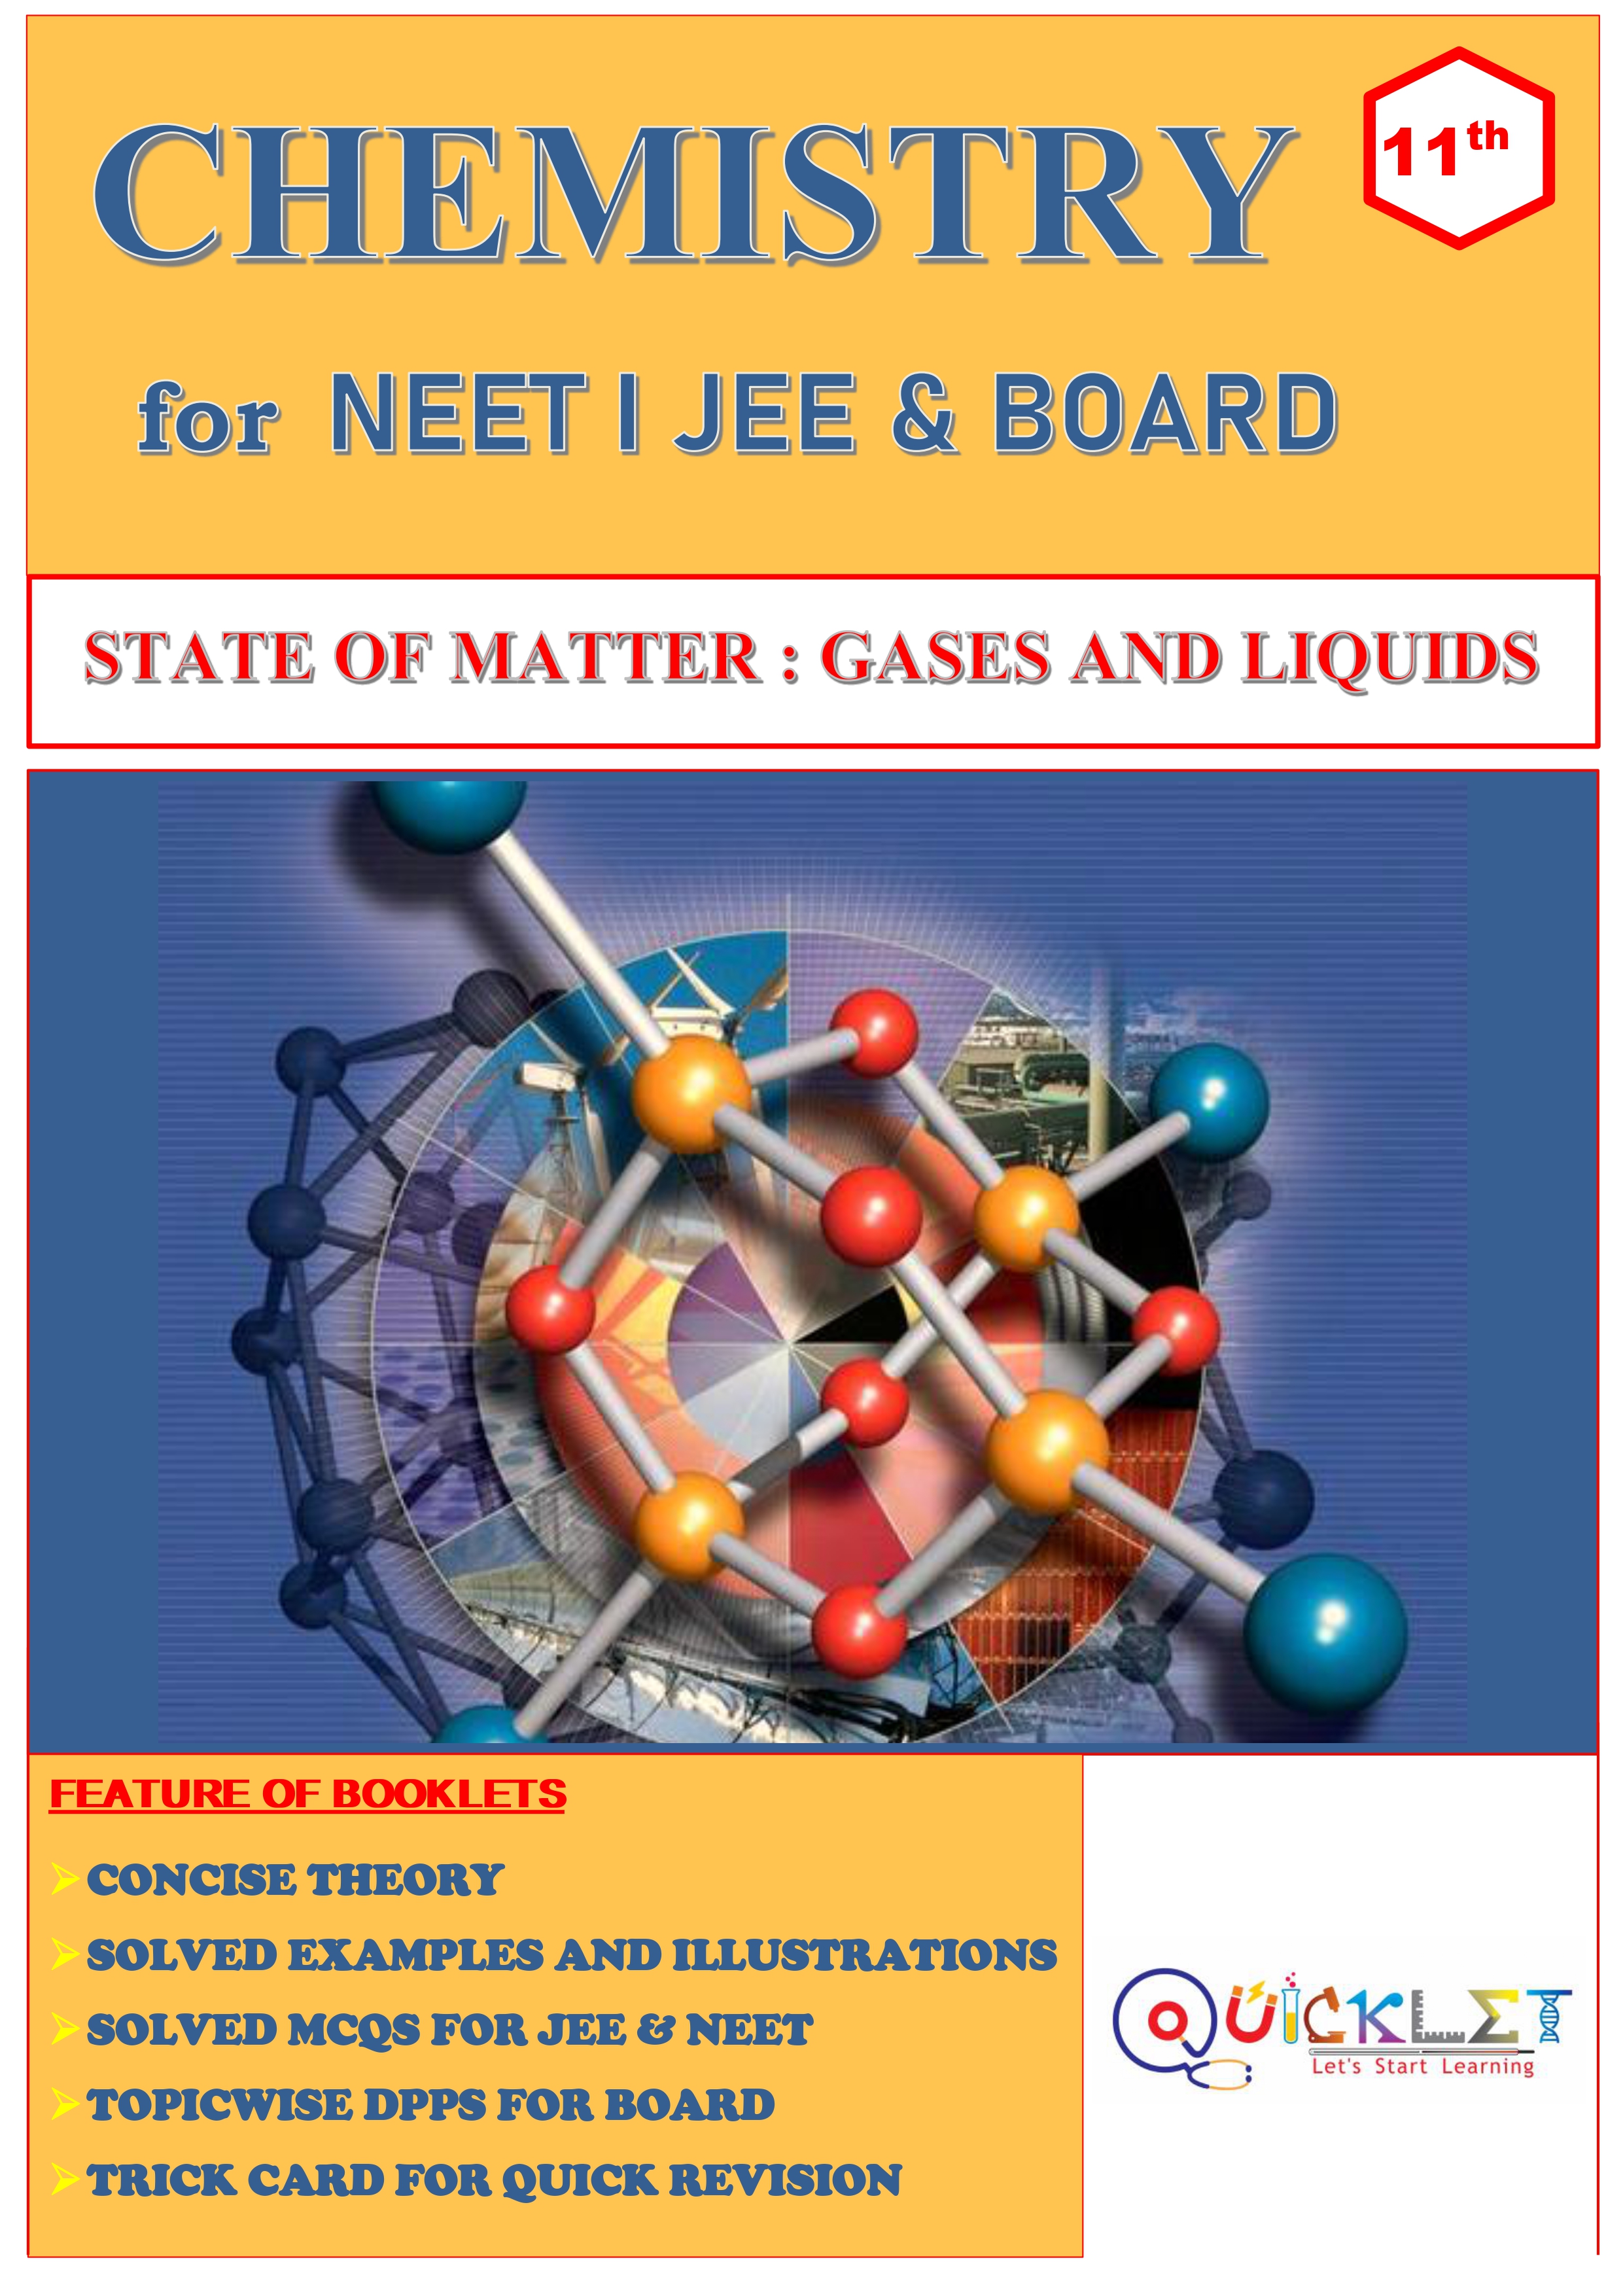 CHEMISTRY
11th
for NEET I JEE & BOARD
STATE OF MATTER : GASES AND LIQUIDS
FEATURE OF BOOKLETS
CONCISE THEORY
SOLVED EXAMPLES AND ILLUSTRATIONS
SOLVED MCQS FOR JEE & NEET
TOPICWISE DPPS FOR BOARD
TRICK CARD FOR QUICK REVISION
QUICKLET
Let's Start Learning